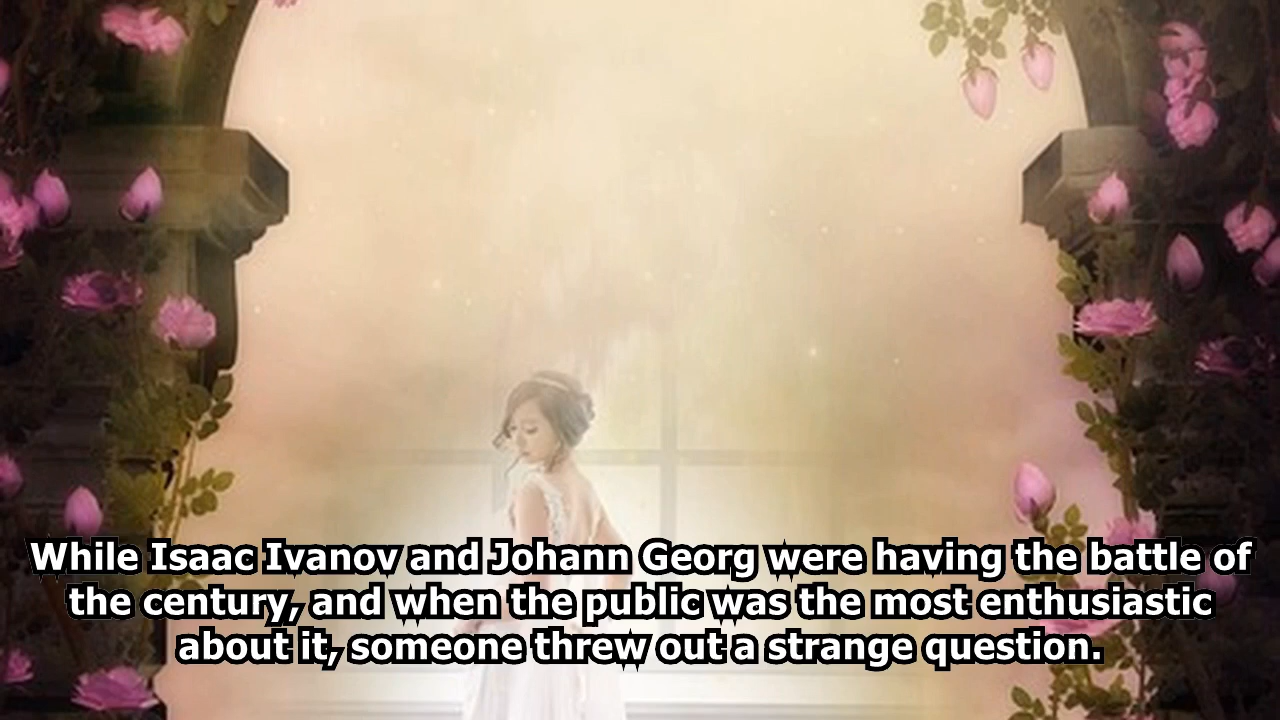 While Isaac Ivanov and Johann Georg were having the battle of
the century, and when the public was the most enthusiastic
about it, someone threw out a strange question.